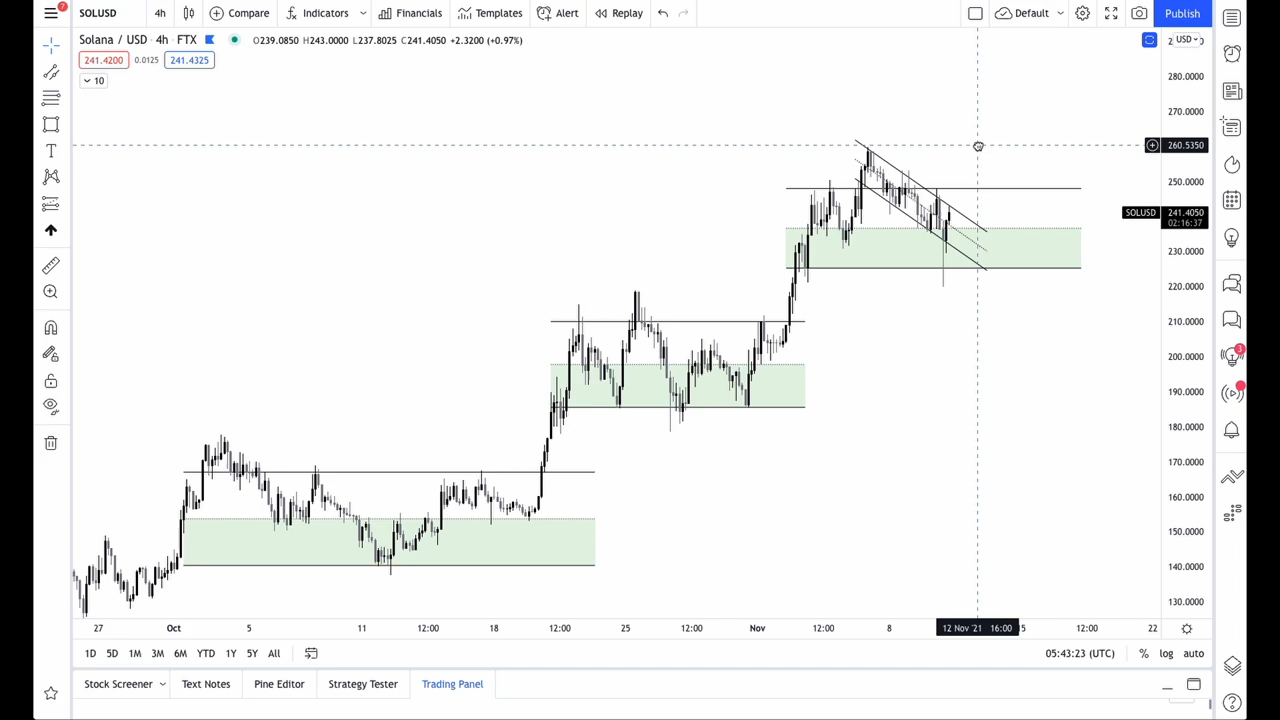 7
SOLUSD 4h Compare Indicators Financials Templates Alert Replay Default Publish
Solana / USD · 4h · FTX O239.0850 H243.0000 L237.8025 C241.4050 +2.3200 (+0.97%)
USD
241.4200 0.0125 241.4325
10
280.0000
270.0000
260.5350
250.0000
SOLUSD 241.4050
02:16:37
230.0000
220.0000
210.0000
200.0000
190.0000
180.0000
170.0000
160.0000
150.0000
140.0000
130.0000
3
27 Oct 5 11 12:00 18 12:00 25 12:00 Nov 12:00 8 12 Nov '21 16:00 12:00 22
1D 5D 1M 3M 6M YTD 1Y 5Y All 05:43:23 (UTC) % log auto
Stock Screener Text Notes Pine Editor Strategy Tester Trading Panel